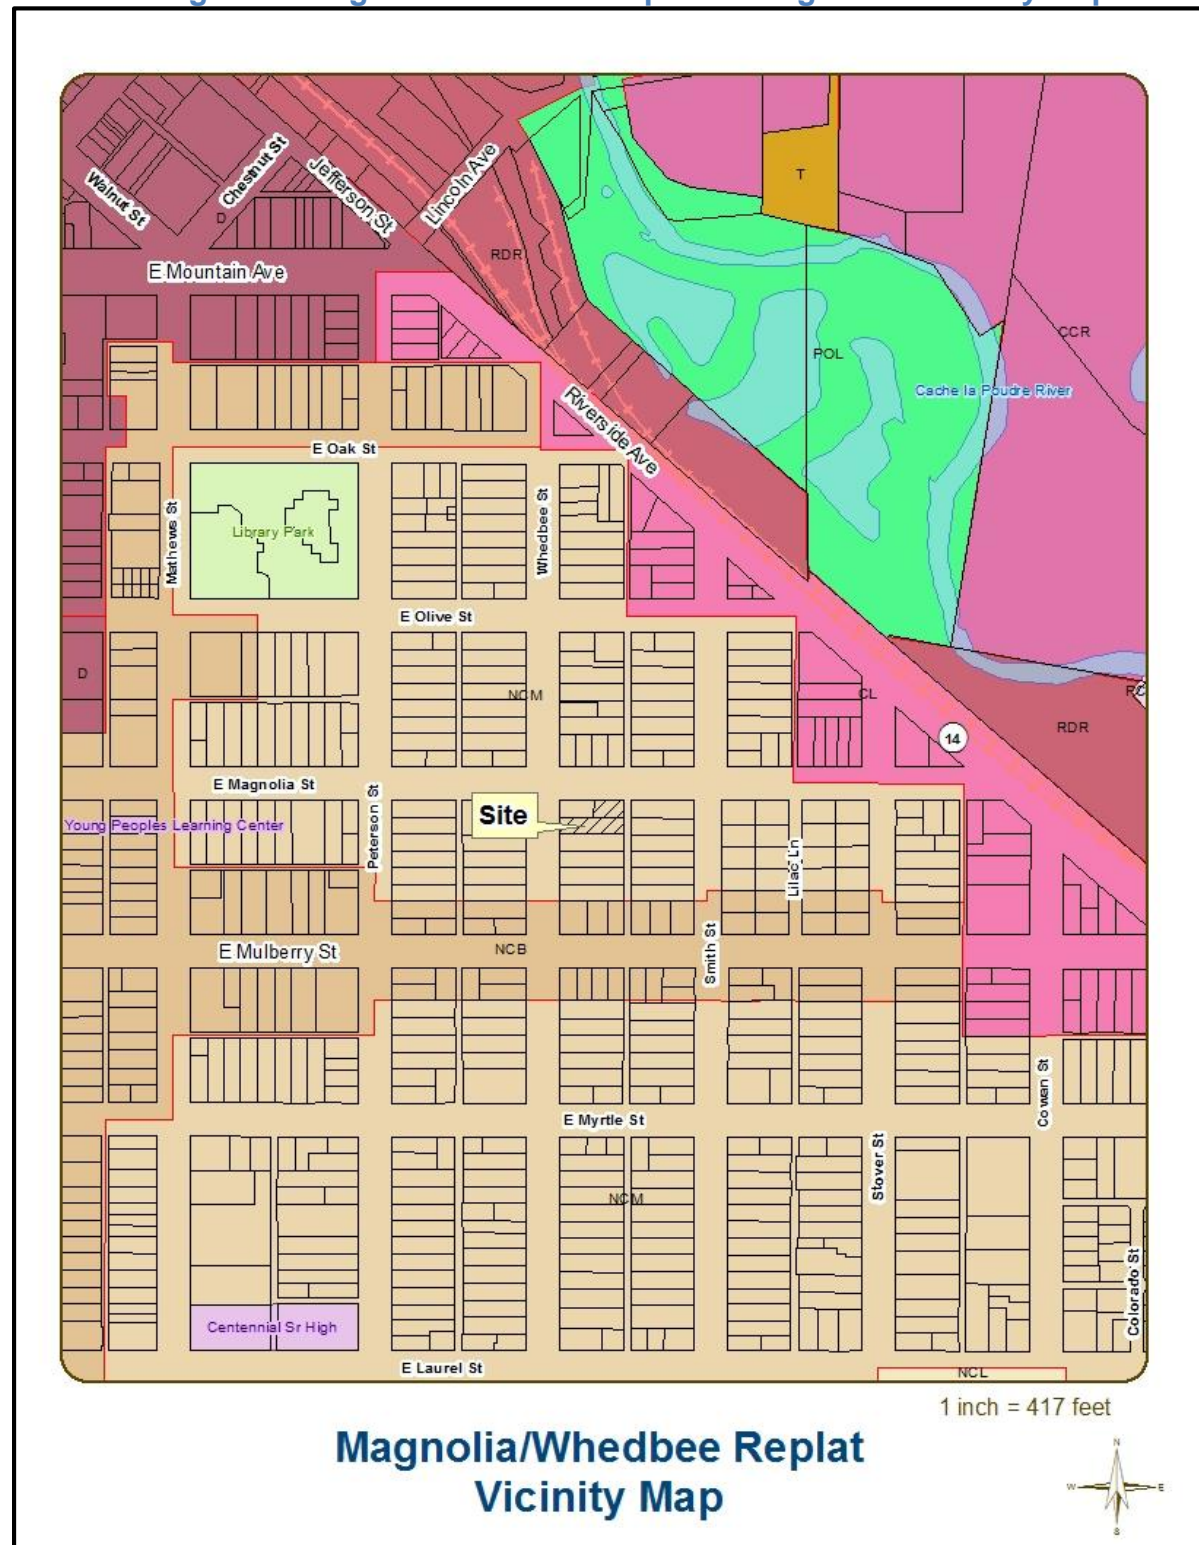 Walnut St
Chestnut St
D
Jefferson St
Lincoln Ave
RDR
T
E Mountain Ave
CCR
POL
Cache la Poudre River
Riverside Ave
E Oak St
Mathews St
Library Park
Whedbee St
E Olive St
D
NCM
CL
14
RDR
E Magnolia St
Peterson St
Site
Young Peoples Learning Center
Lilac Ln
E Mulberry St
NCB
Smith St
Cowan St
E Myrtle St
Stover St
NCM
Colorado St
Centennial Sr High
E Laurel St
NCL
1 inch = 417 feet
Magnolia/Whedbee Replat
Vicinity Map
N
W
E
S